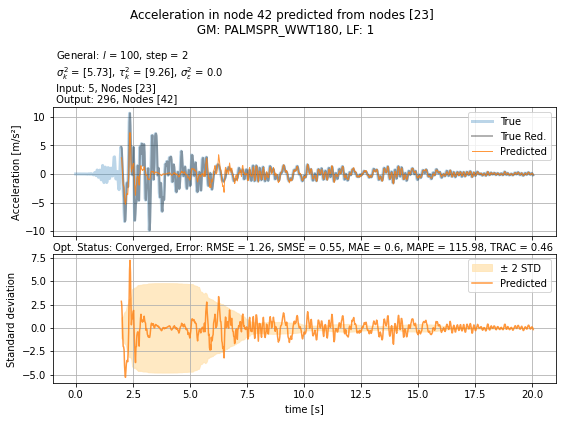 Acceleration in node 42 predicted from nodes [23]
GM: PALMSPR_WWT180, LF: 1
General: l = 100, step = 2
σ²ₖ = [5.73], τ²ₖ = [9.26], σ²ε = 0.0
Input: 5, Nodes [23]
Output: 296, Nodes [42]
Acceleration [m/s²]
10
5
0
−5
−10
True
True Red.
Predicted
Opt. Status: Converged, Error: RMSE = 1.26, SMSE = 0.55, MAE = 0.6, MAPE = 115.98, TRAC = 0.46
Standard deviation
7.5
5.0
2.5
0.0
−2.5
−5.0
± 2 STD
Predicted
0.0 2.5 5.0 7.5 10.0 12.5 15.0 17.5 20.0
time [s]